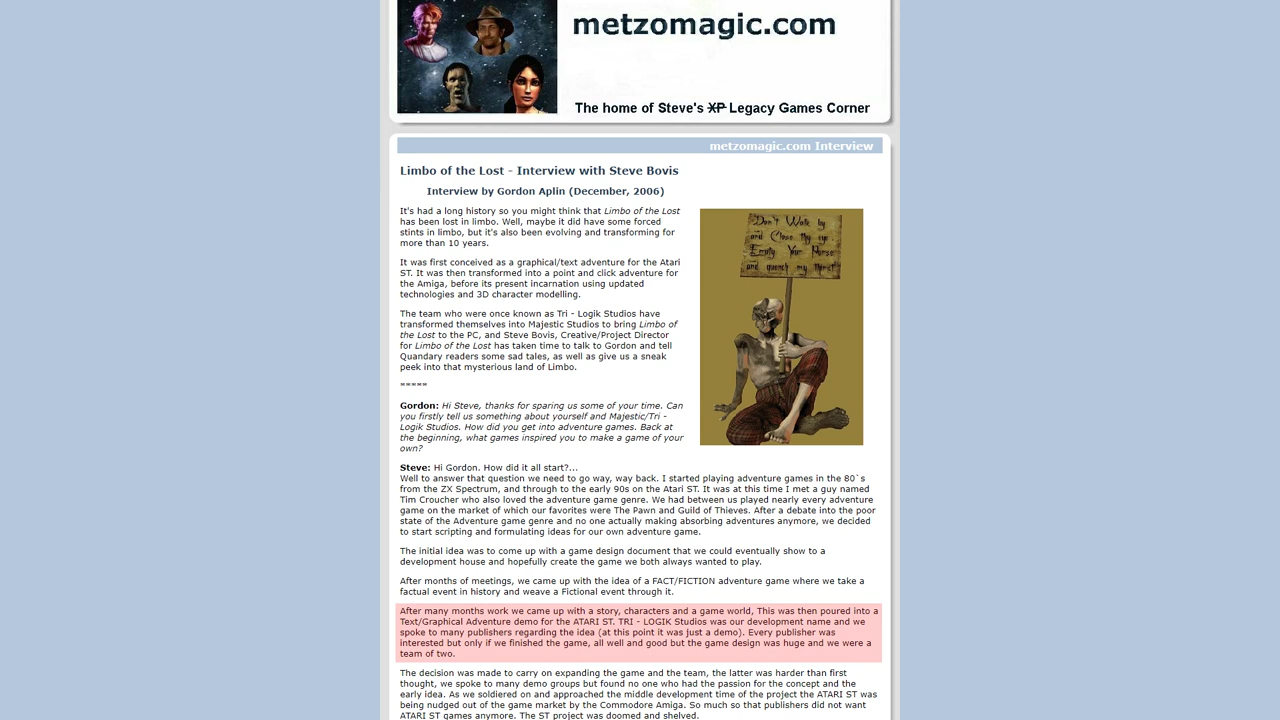 metzomagic.com
The home of Steve's XP Legacy Games Corner
metzomagic.com Interview
Limbo of the Lost - Interview with Steve Bovis
Interview by Gordon Aplin (December, 2006)
It's had a long history so you might think that Limbo of the Lost
has been lost in limbo. Well, maybe it did have some forced
stints in limbo, but it's also been evolving and transforming for
more than 10 years.
It was first conceived as a graphical/text adventure for the Atari
ST. It was then transformed into a point and click adventure for
the Amiga, before its present incarnation using updated
technologies and 3D character modelling.
The team who were once known as Tri - Logik Studios have
transformed themselves into Majestic Studios to bring Limbo of
the Lost to the PC, and Steve Bovis, Creative/Project Director
for Limbo of the Lost has taken time to talk to Gordon and tell
Quandary readers some sad tales, as well as give us a sneak
peek into that mysterious land of Limbo.
*****
Don't Walk by
and Close thy eye
Empty Your Purse
and quench my thirst
Gordon: Hi Steve, thanks for sparing us some of your time. Can
you firstly tell us something about yourself and Majestic/Tri -
Logik Studios. How did you get into adventure games. Back at
the beginning, what games inspired you to make a game of your
own?
Steve: Hi Gordon. How did it all start?...
Well to answer that question we need to go way, way back. I started playing adventure games in the 80`s
from the ZX Spectrum, and through to the early 90s on the Atari ST. It was at this time I met a guy named
Tim Croucher who also loved the adventure game genre. We had between us played nearly every adventure
game on the market of which our favorites were The Pawn and Guild of Thieves. After a debate into the poor
state of the Adventure game genre and no one actually making absorbing adventures anymore, we decided
to start scripting and formulating ideas for our own adventure game.
The initial idea was to come up with a game design document that we could eventually show to a
development house and hopefully create the game we both always wanted to play.
After months of meetings, we came up with the idea of a FACT/FICTION adventure game where we take a
factual event in history and weave a Fictional event through it.
After many months work we came up with a story, characters and a game world, This was then poured into a
Text/Graphical Adventure demo for the ATARI ST. TRI - LOGIK Studios was our development name and we
spoke to many publishers regarding the idea (at this point it was just a demo). Every publisher was
interested but only if we finished the game, all well and good but the game design was huge and we were a
team of two.
The decision was made to carry on expanding the game and the team, the latter was harder than first
thought, we spoke to many demo groups but found no one who had the passion for the concept and the
early idea. As we soldiered on and approached the middle development time of the project the ATARI ST was
being nudged out of the game market by the Commodore Amiga. So much so that publishers did not want
ATARI ST games anymore. The ST project was doomed and shelved.